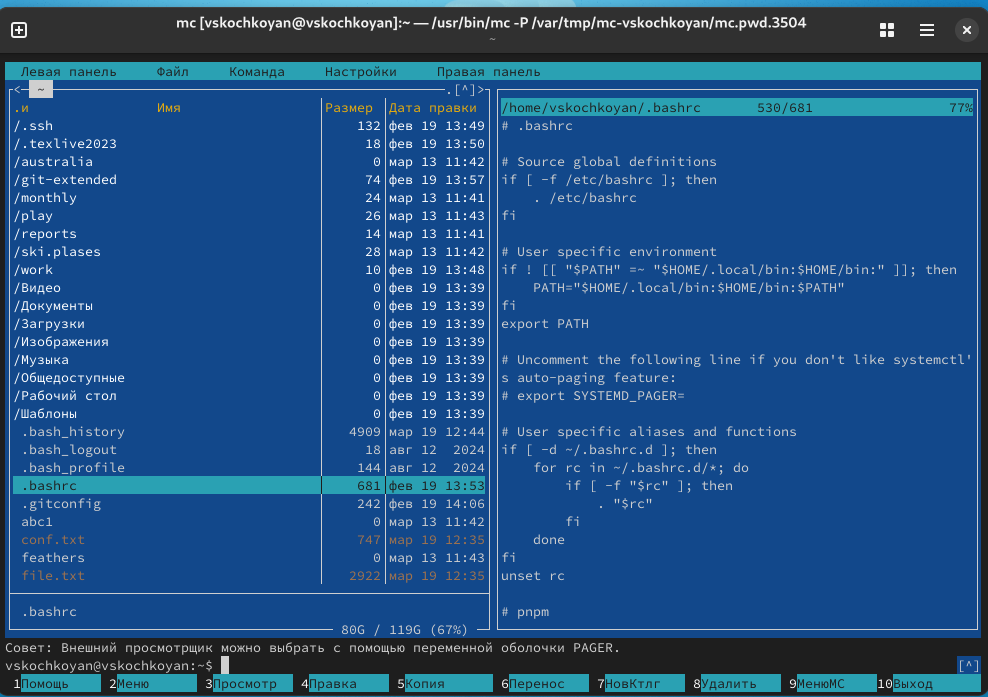 mc [vskochkoyan@vskochkoyan]:~ — /usr/bin/mc -P /var/tmp/mc-vskochkoyan/mc.pwd.3504
~
Левая панель Файл Команда Настройки Правая панель
<─ ~ .[^]>
.и Имя Размер Дата правки
/.ssh 132 фев 19 13:49
/.texlive2023 18 фев 19 13:50
/australia 0 мар 13 11:42
/git-extended 74 фев 19 13:57
/monthly 24 мар 13 11:41
/play 26 мар 13 11:43
/reports 14 мар 13 11:41
/ski.plases 28 мар 13 11:42
/work 10 фев 19 13:48
/Видео 0 фев 19 13:39
/Документы 0 фев 19 13:39
/Загрузки 0 фев 19 13:39
/Изображения 0 фев 19 13:39
/Музыка 0 фев 19 13:39
/Общедоступные 0 фев 19 13:39
/Рабочий стол 0 фев 19 13:39
/Шаблоны 0 фев 19 13:39
.bash_history 4909 мар 19 12:44
.bash_logout 18 авг 12 2024
.bash_profile 144 авг 12 2024
.bashrc 681 фев 19 13:53
.gitconfig 242 фев 19 14:06
abc1 0 мар 13 11:42
conf.txt 747 мар 19 12:35
feathers 0 мар 13 11:43
file.txt 2922 мар 19 12:35
.bashrc
80G / 119G (67%)
/home/vskochkoyan/.bashrc 530/681 77%
# .bashrc
# Source global definitions
if [ -f /etc/bashrc ]; then
    . /etc/bashrc
fi
# User specific environment
if ! [[ "$PATH" =~ "$HOME/.local/bin:$HOME/bin:" ]]; then
    PATH="$HOME/.local/bin:$HOME/bin:$PATH"
fi
export PATH
# Uncomment the following line if you don't like systemctl'
s auto-paging feature:
# export SYSTEMD_PAGER=
# User specific aliases and functions
if [ -d ~/.bashrc.d ]; then
    for rc in ~/.bashrc.d/*; do
        if [ -f "$rc" ]; then
            . "$rc"
        fi
    done
fi
unset rc
# pnpm
Совет: Внешний просмотрщик можно выбрать с помощью переменной оболочки PAGER.
vskochkoyan@vskochkoyan:~$ [^]
1Помощь 2Меню 3Просмотр 4Правка 5Копия 6Перенос 7НовКтлг 8Удалить 9МенюMC 10Выход